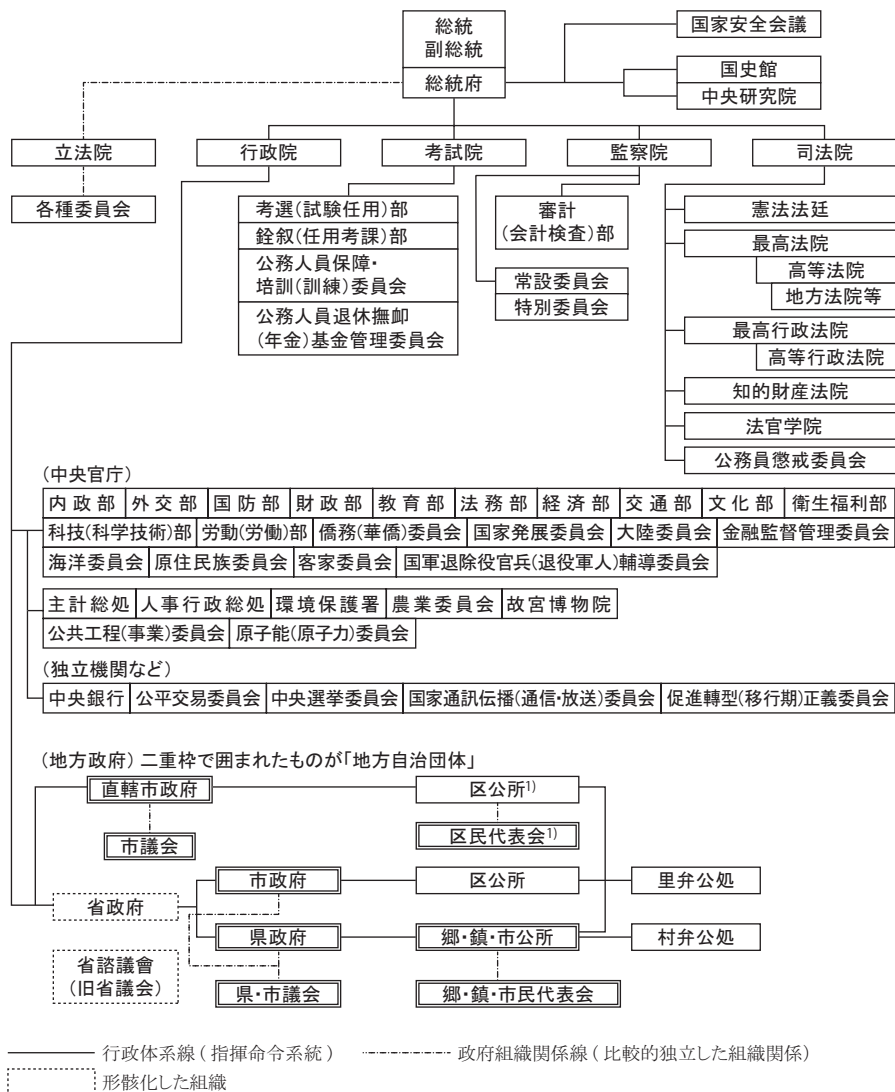 総統
副総統
総統府
国家安全会議
国史館
中央研究院
立法院
行政院
考試院
監察院
司法院
各種委員会
考選(試験任用)部
銓叙(任用考課)部
公務人員保障・
培訓(訓練)委員会
公務人員退休撫卹
(年金)基金管理委員会
審計
(会計検査)部
常設委員会
特別委員会
憲法法廷
最高法院
高等法院
地方法院等
最高行政法院
高等行政法院
知的財産法院
法官学院
公務員懲戒委員会
(中央官庁)
内政部 外交部 国防部 財政部 教育部 法務部 経済部 交通部 文化部 衛生福利部
科技(科学技術)部 労動(労働)部 僑務(華僑)委員会 国家発展委員会 大陸委員会 金融監督管理委員会
海洋委員会 原住民族委員会 客家委員会 国軍退除役官兵(退役軍人)輔導委員会
主計総処 人事行政総処 環境保護署 農業委員会 故宮博物院
公共工程(事業)委員会 原子能(原子力)委員会
(独立機関など)
中央銀行 公平交易委員会 中央選挙委員会 国家通訊伝播(通信・放送)委員会 促進轉型(移行期)正義委員会
(地方政府) 二重枠で囲まれたものが「地方自治団体」
直轄市政府 区公所1)
市議会 区民代表会1)
市政府 区公所 里弁公処
省政府
県政府 郷・鎮・市公所 村弁公処
省諮議會
(旧省議会)
県・市議会 郷・鎮・市民代表会
行政体系線(指揮命令系統) 政府組織関係線(比較的独立した組織関係)
形骸化した組織